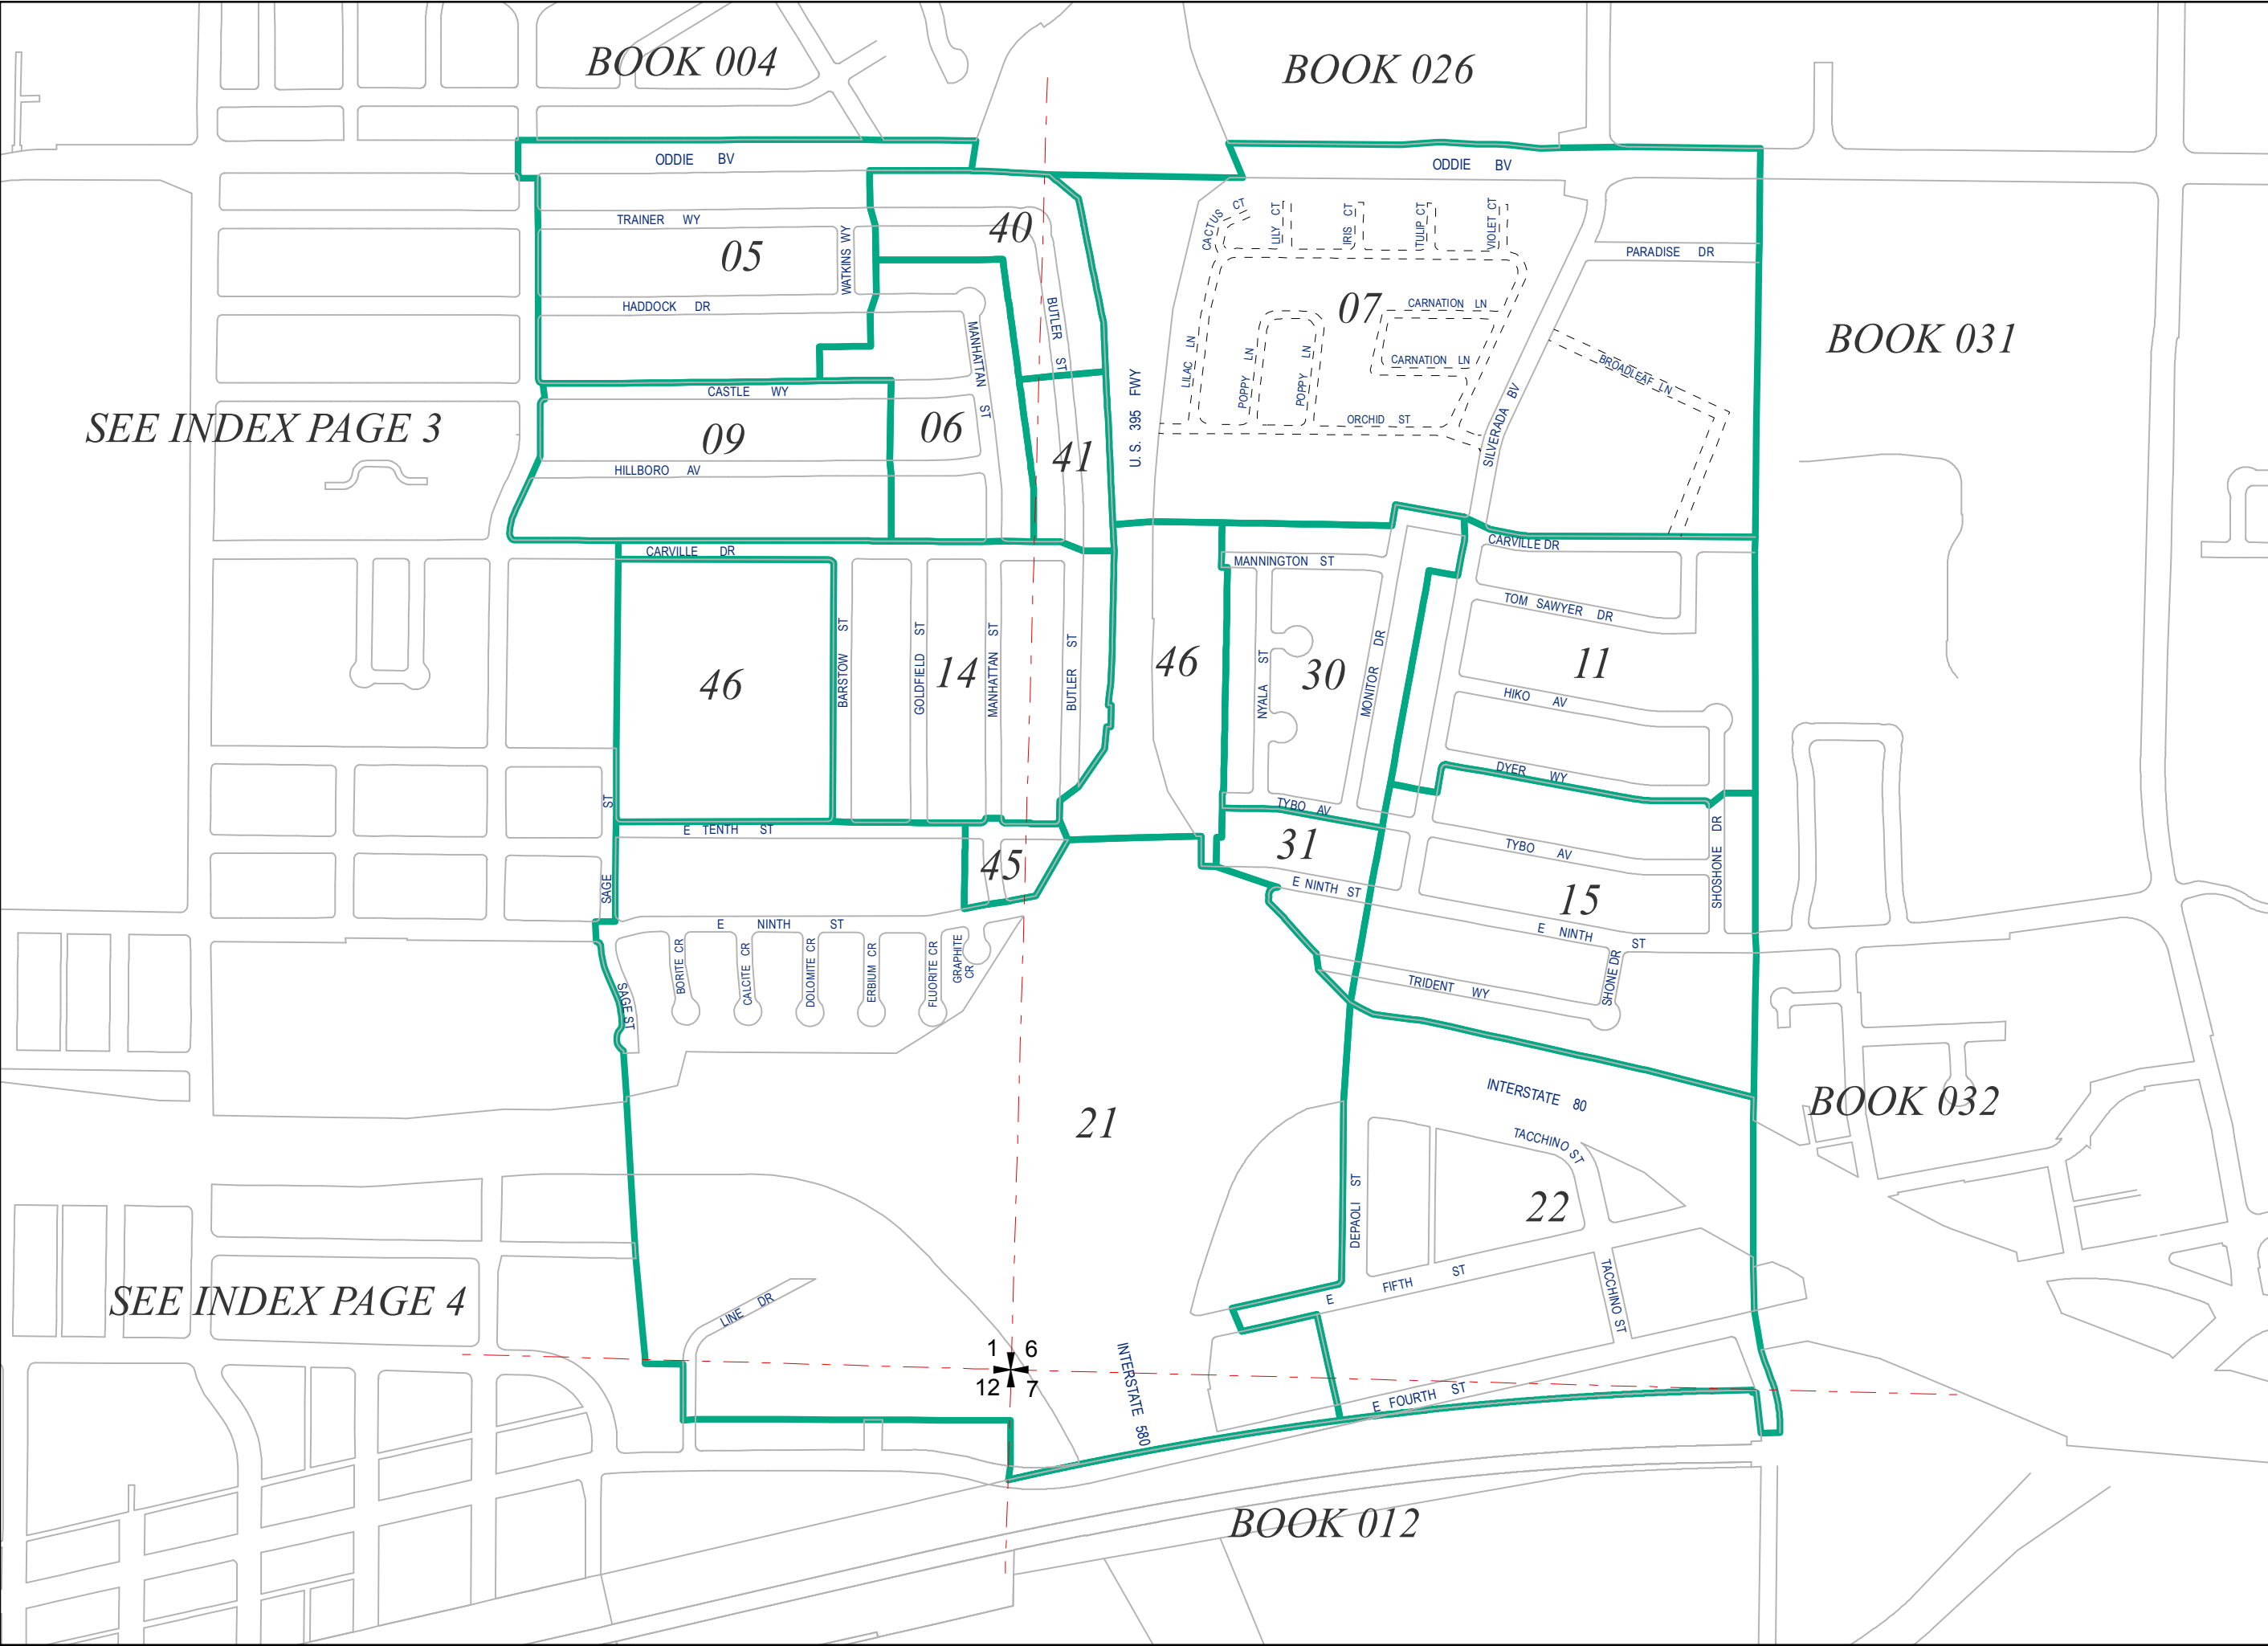 BOOK 004
BOOK 026
ODDIE BV
ODDIE BV
TRAINER WY
40
CACTUS CT
LILY CT
IRIS CT
TULIP CT
VIOLET CT
05
WATKINS WY
PARADISE DR
HADDOCK DR
BUTLER ST
07
CARNATION LN
BOOK 031
MANHATTAN ST
LILAC LN
POPPY LN
POPPY LN
CARNATION LN
BROADLEAF LN
CASTLE WY
U. S. 395 FWY
ORCHID ST
SILVERADA BV
SEE INDEX PAGE 3
09
06
41
HILLBORO AV
CARVILLE DR
MANNINGTON ST
CARVILLE DR
TOM SAWYER DR
46
BARSTOW ST
GOLDFIELD ST
14
MANHATTAN ST
BUTLER ST
46
NYALA ST
30
MONITOR DR
11
HIKO AV
DYER WY
SAGE ST
E TENTH ST
TYBO AV
45
31
TYBO AV
SHOSHONE DR
E NINTH ST
15
E NINTH ST
E NINTH ST
SAGE ST
BORITE CR
CALCITE CR
DOLOMITE CR
ERBIUM CR
FLUORITE CR
GRAPHITE
CR
TRIDENT WY
SHONE DR
21
INTERSTATE 80
BOOK 032
TACCHINO ST
DEPAOLI ST
22
SEE INDEX PAGE 4
LINE DR
E FIFTH ST
TACCHINO ST
1 6
12 7
INTERSTATE 580
E FOURTH ST
BOOK 012